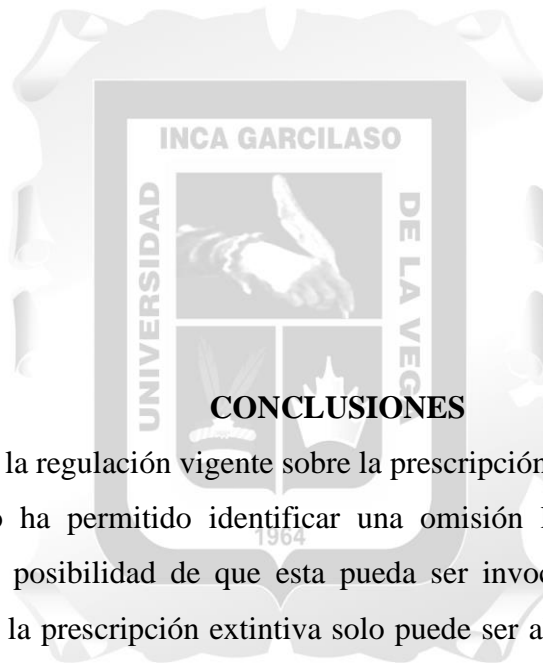 INCA GARCILASO
UNIVERSIDAD
DE LA VEGA
CONCLUSIONES
la regulación vigente sobre la prescripción
o ha permitido identificar una omisión
1964
posibilidad de que esta pueda ser invoc
la prescripción extintiva solo puede ser a